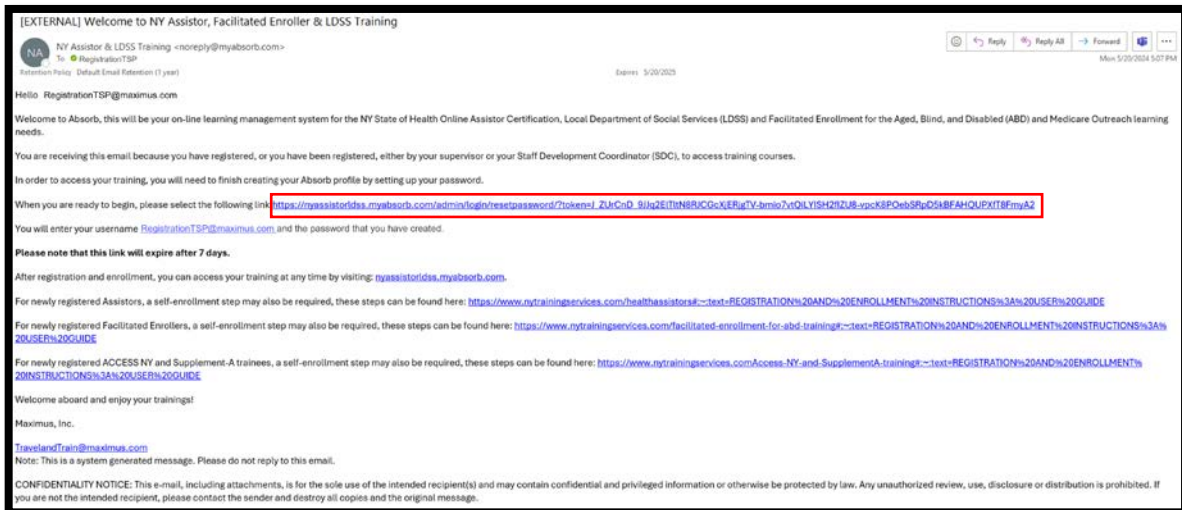 [EXTERNAL] Welcome to NY Assistor, Facilitated Enroller & LDSS Training
NA
NY Assistor & LDSS Training <noreply@myabsorb.com>
To RegistrationTSP
Reply
Reply All
Forward
Mon 5/20/2024 5:07 PM
Retention Policy Default Email Retention (1 year)
Expires 5/20/2025
Hello RegistrationTSP@maximus.com
Welcome to Absorb, this will be your on-line learning management system for the NY State of Health Online Assistor Certification, Local Department of Social Services (LDSS) and Facilitated Enrollment for the Aged, Blind, and Disabled (ABD) and Medicare Outreach learning
needs.
You are receiving this email because you have registered, or you have been registered, either by your supervisor or your Staff Development Coordinator (SDC), to access training courses.
In order to access your training, you will need to finish creating your Absorb profile by setting up your password.
When you are ready to begin, please select the following link
You will enter your username RegistrationTSP@maximus.com and the password that you have created.
Please note that this link will expire after 7 days.
After registration and enrollment, you can access your training at any time by visiting: nyassistorldss.myabsorb.com.
For newly registered Assistors, a self-enrollment step may also be required, these steps can be found here: https://www.nytrainingservices.com/healthassistors#:~:text=REGISTRATION%20AND%20ENROLLMENT%20INSTRUCTIONS%3A%20USER%20GUIDE
For newly registered Facilitated Enrollers, a self-enrollment step may also be required, these steps can be found here: https://www.nytrainingservices.com/facilitated-enrollment-for-abd-training#:~:text=REGISTRATION%20AND%20ENROLLMENT%20INSTRUCTIONS%3A%
20USER%20GUIDE
For newly registered ACCESS NY and Supplement-A trainees, a self-enrollment step may also be required, these steps can be found here: https://www.nytrainingservices.comAccess-NY-and-SupplementA-training#:~:text=REGISTRATION%20AND%20ENROLLMENT%
20INSTRUCTIONS%3A%20USER%20GUIDE
Welcome aboard and enjoy your trainings!
Maximus, Inc.
TravelandTrain@maximus.com
Note: This is a system generated message. Please do not reply to this email.
CONFIDENTIALITY NOTICE: This e-mail, including attachments, is for the sole use of the intended recipient(s) and may contain confidential and privileged information or otherwise be protected by law. Any unauthorized review, use, disclosure or distribution is prohibited. If
you are not the intended recipient, please contact the sender and destroy all copies and the original message.